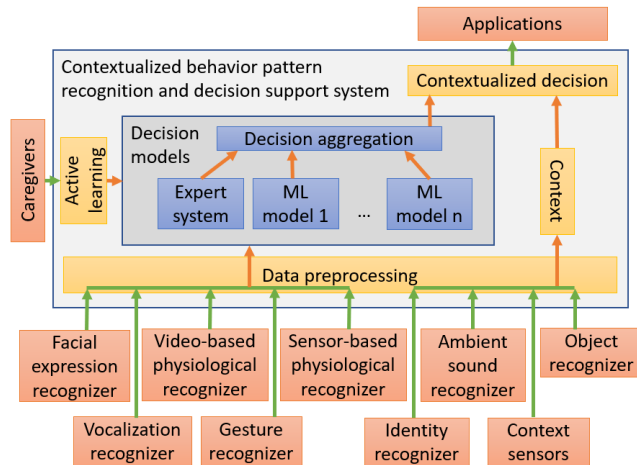 Applications
Contextualized behavior pattern
recognition and decision support system
Contextualized decision
Caregivers
Active
learning
Decision
models
Decision aggregation
Expert
system
ML
model 1
...
ML
model n
Context
Data preprocessing
Facial
expression
recognizer
Video-based
physiological
recognizer
Sensor-based
physiological
recognizer
Ambient
sound
recognizer
Object
recognizer
Vocalization
recognizer
Gesture
recognizer
Identity
recognizer
Context
sensors